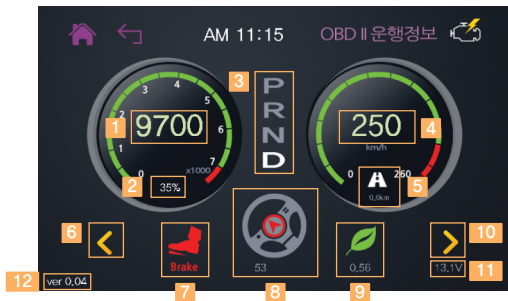 AM 11:15
OBD II 운행정보
3
P
R
N
D
0
1
2
3
4
5
6
7
x1000
1
9700
2
35%
250
4
km/h
0
260
5
0,0km
6
Brake
7
53
8
0,56
9
10
13,1V
11
12
ver 0,04